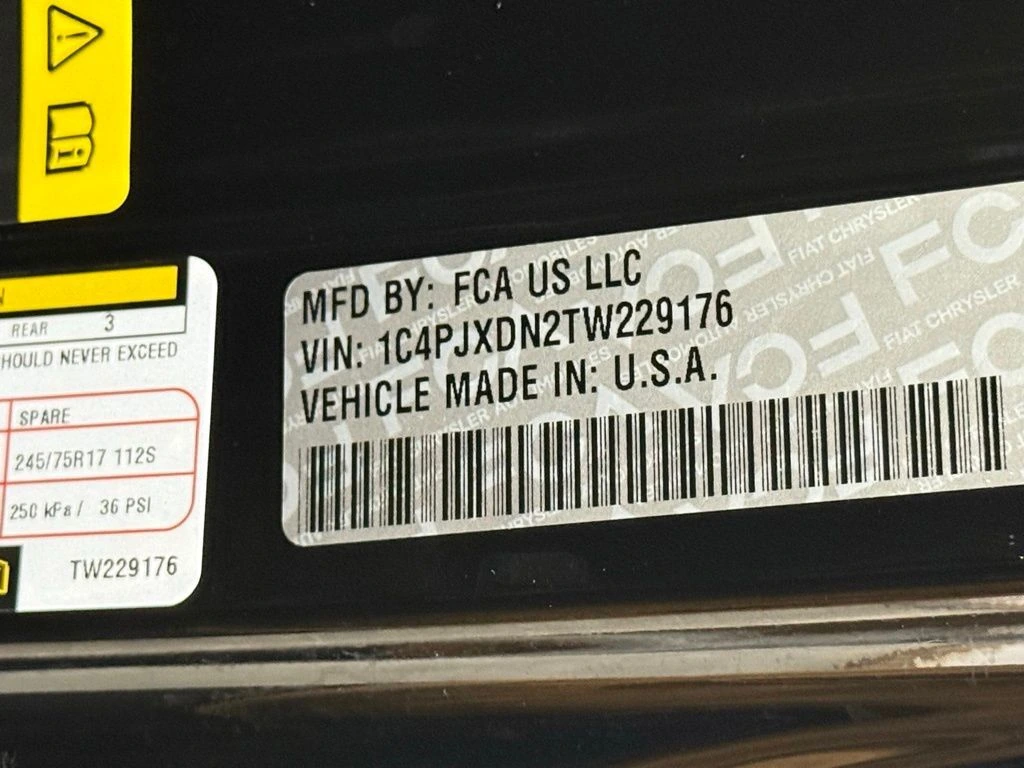 N
REAR 3
HOULD NEVER EXCEED
SPARE
245/75R17 112S
250 kPa / 36 PSI
TW229176
MFD BY: FCA US LLC
VIN: 1C4PJXDN2TW229176
VEHICLE MADE IN: U.S.A.